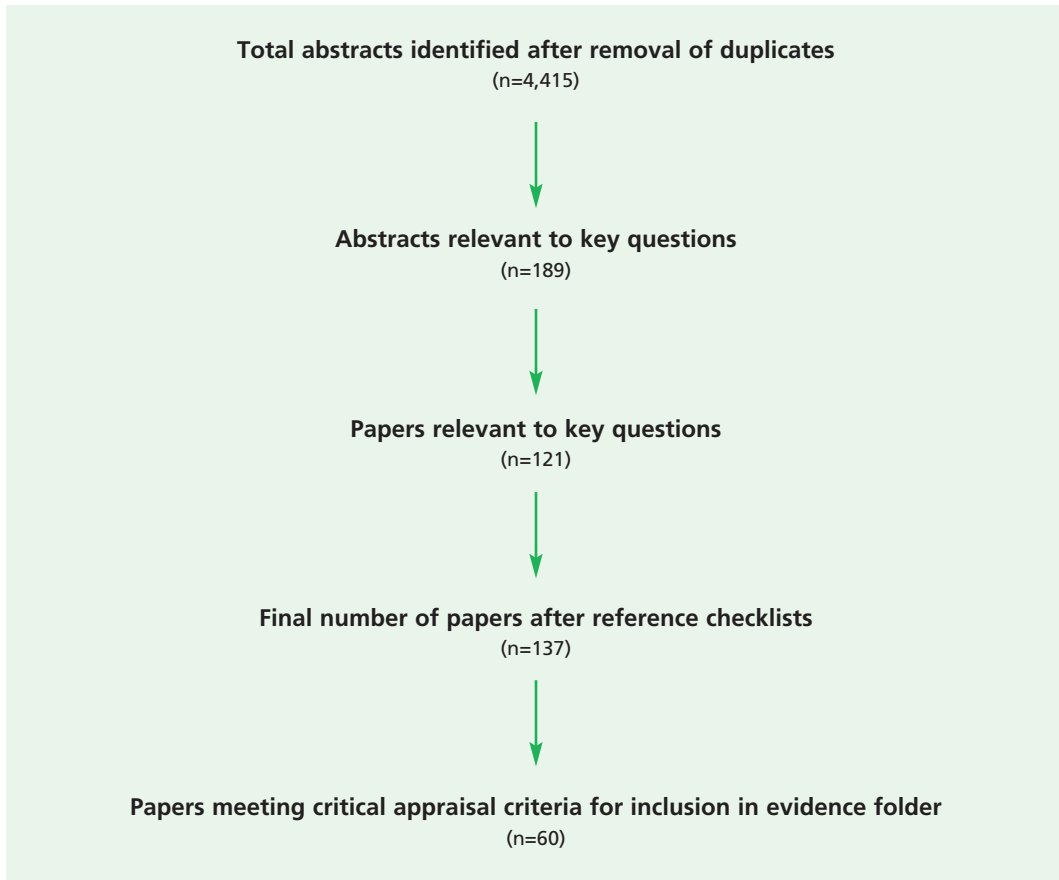 Total abstracts identified after removal of duplicates
(n=4,415)
Abstracts relevant to key questions
(n=189)
Papers relevant to key questions
(n=121)
Final number of papers after reference checklists
(n=137)
Papers meeting critical appraisal criteria for inclusion in evidence folder
(n=60)